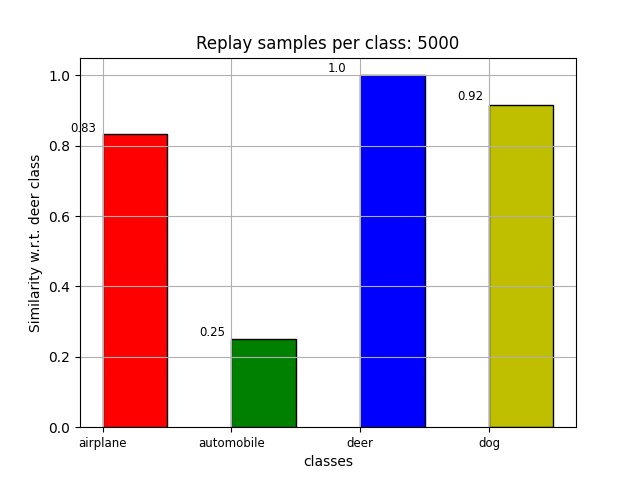 Replay samples per class: 5000
1.0
0.8
0.6
0.4
0.2
0.0
Similarity w.r.t. deer class
0.83
0.25
1.0
0.92
airplane
automobile
deer
dog
classes